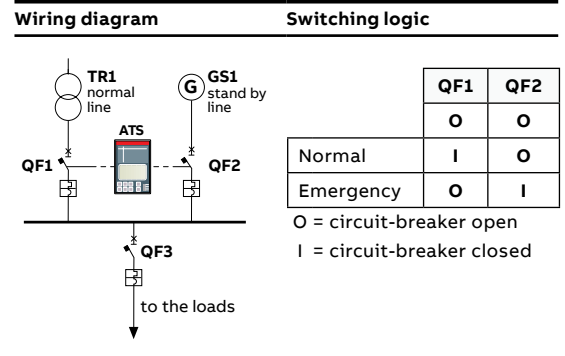 Wiring diagram
TR1
normal
line
G
GS1
stand by
line
ATS
QF1
QF2
QF3
to the loads
Switching logic
QF1 QF2
O O
Normal I O
Emergency O I
O = circuit-breaker open
I = circuit-breaker closed